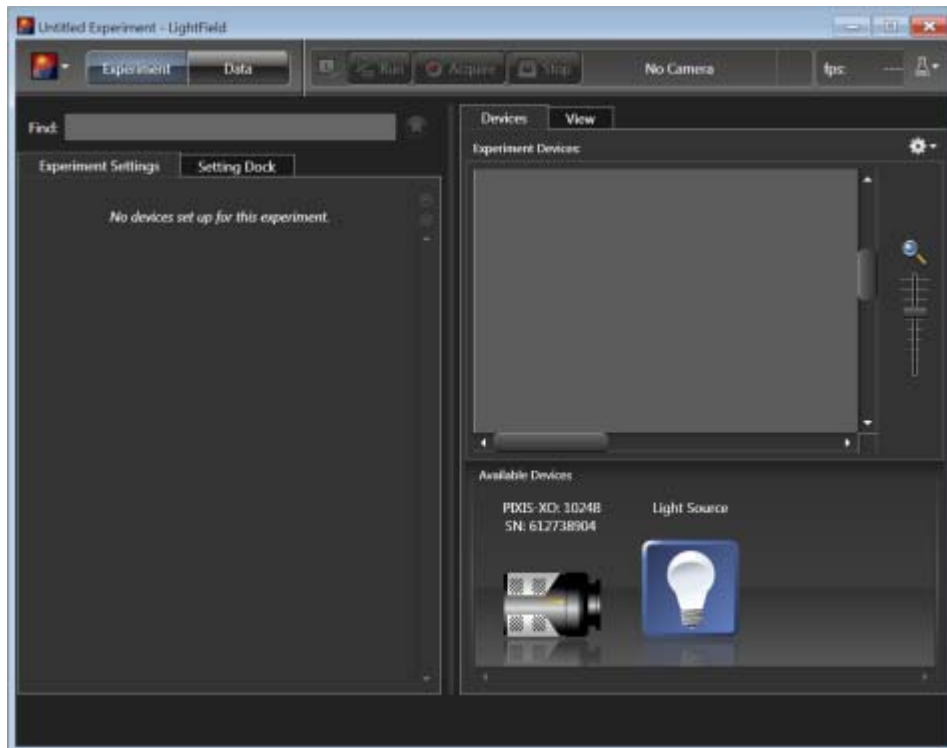 Untitled Experiment - LightField
Experiment Data Run Acquire Stop No Camera fps: ---
Find:
Experiment Settings Setting Dock
No devices set up for this experiment.
Devices View
Experiment Devices:
Available Devices
PIXIS-XO: 1024B Light Source
SN: 612738904